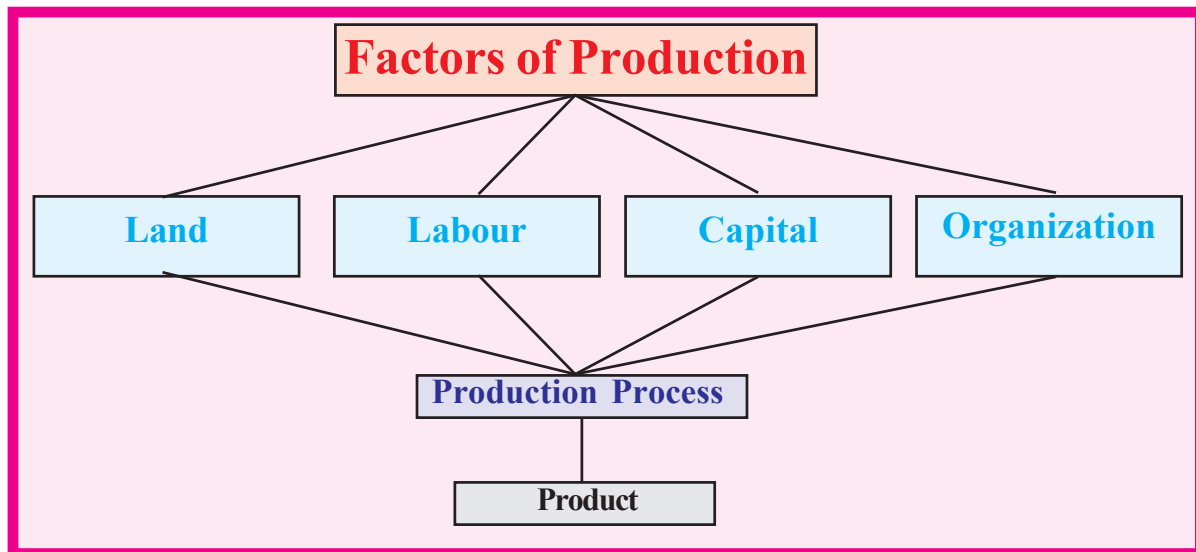 Factors of Production
Land
Labour
Capital
Organization
Production Process
Product